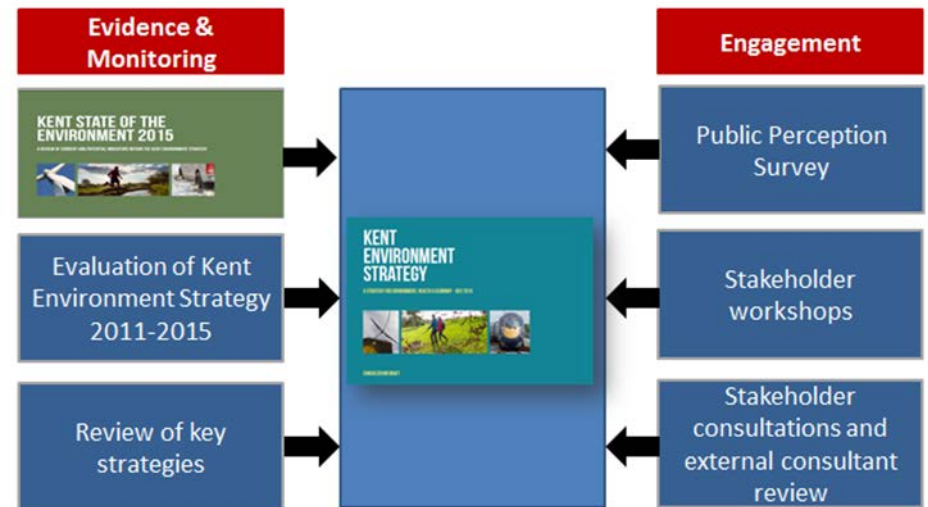 Evidence &
Monitoring
KENT STATE OF THE
ENVIRONMENT 2015
Evaluation of Kent
Environment Strategy
2011-2015
Review of key
strategies
KENT
ENVIRONMENT
STRATEGY
Engagement
Public Perception
Survey
Stakeholder
workshops
Stakeholder
consultations and
external consultant
review